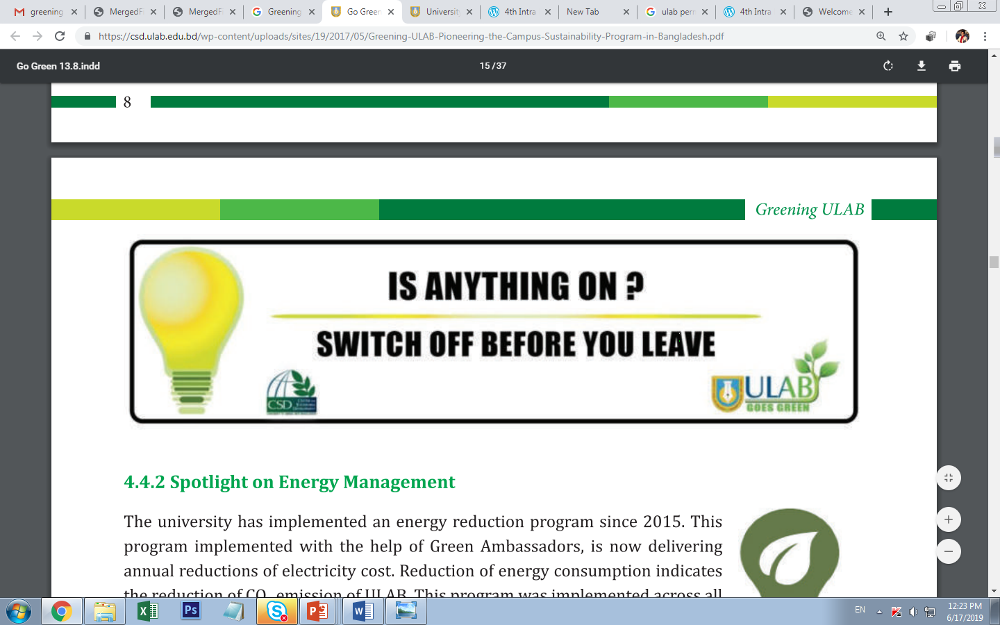 greening
MergedF
MergedF
Greening
Go Green
University
4th Intra
New Tab
ulab perm
4th Intra
Welcome
https://csd.ulab.edu.bd/wp-content/uploads/sites/19/2017/05/Greening-ULAB-Pioneering-the-Campus-Sustainability-Program-in-Bangladesh.pdf
Go Green 13.8.indd
15 / 37
8
Greening ULAB
IS ANYTHING ON ?
SWITCH OFF BEFORE YOU LEAVE
CSD
ULAB
GOES GREEN
4.4.2 Spotlight on Energy Management
The university has implemented an energy reduction program since 2015. This
program implemented with the help of Green Ambassadors, is now delivering
annual reductions of electricity cost. Reduction of energy consumption indicates
the reduction of CO emission of ULAB. This program was implemented across all
EN
12:23 PM
6/17/2019